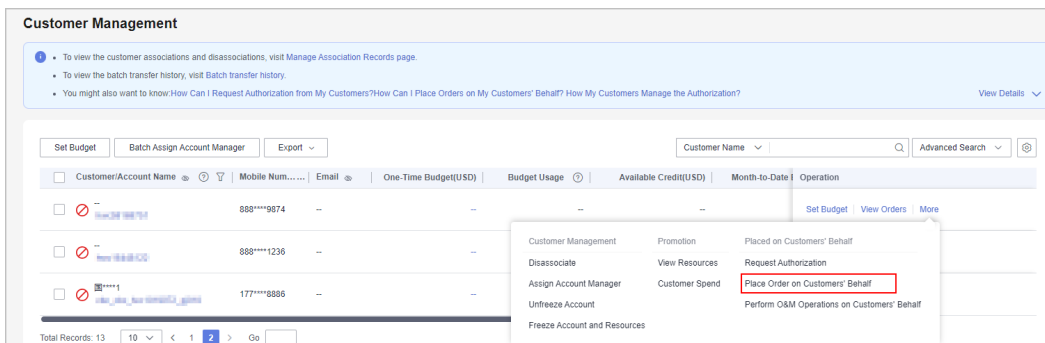 Customer Management
To view the customer associations and disassociations, visit Manage Association Records page.
To view the batch transfer history, visit Batch transfer history.
You might also want to know:How Can I Request Authorization from My Customers?How Can I Place Orders on My Customers' Behalf? How My Customers Manage the Authorization? View Details
Set Budget Batch Assign Account Manager Export Customer Name Advanced Search
Customer/Account Name Mobile Num... ... Email One-Time Budget(USD) Budget Usage Available Credit(USD) Month-to-Date Operation
-- 888****9874 -- -- -- -- Set Budget View Orders More
-- 888****1236 -- --
国****1 177****8886 -- --
Customer Management Promotion Placed on Customers' Behalf
Disassociate View Resources Request Authorization
Assign Account Manager Customer Spend Place Order on Customers' Behalf
Unfreeze Account Perform O&M Operations on Customers' Behalf
Freeze Account and Resources
Total Records: 13 10 < 1 2 > Go